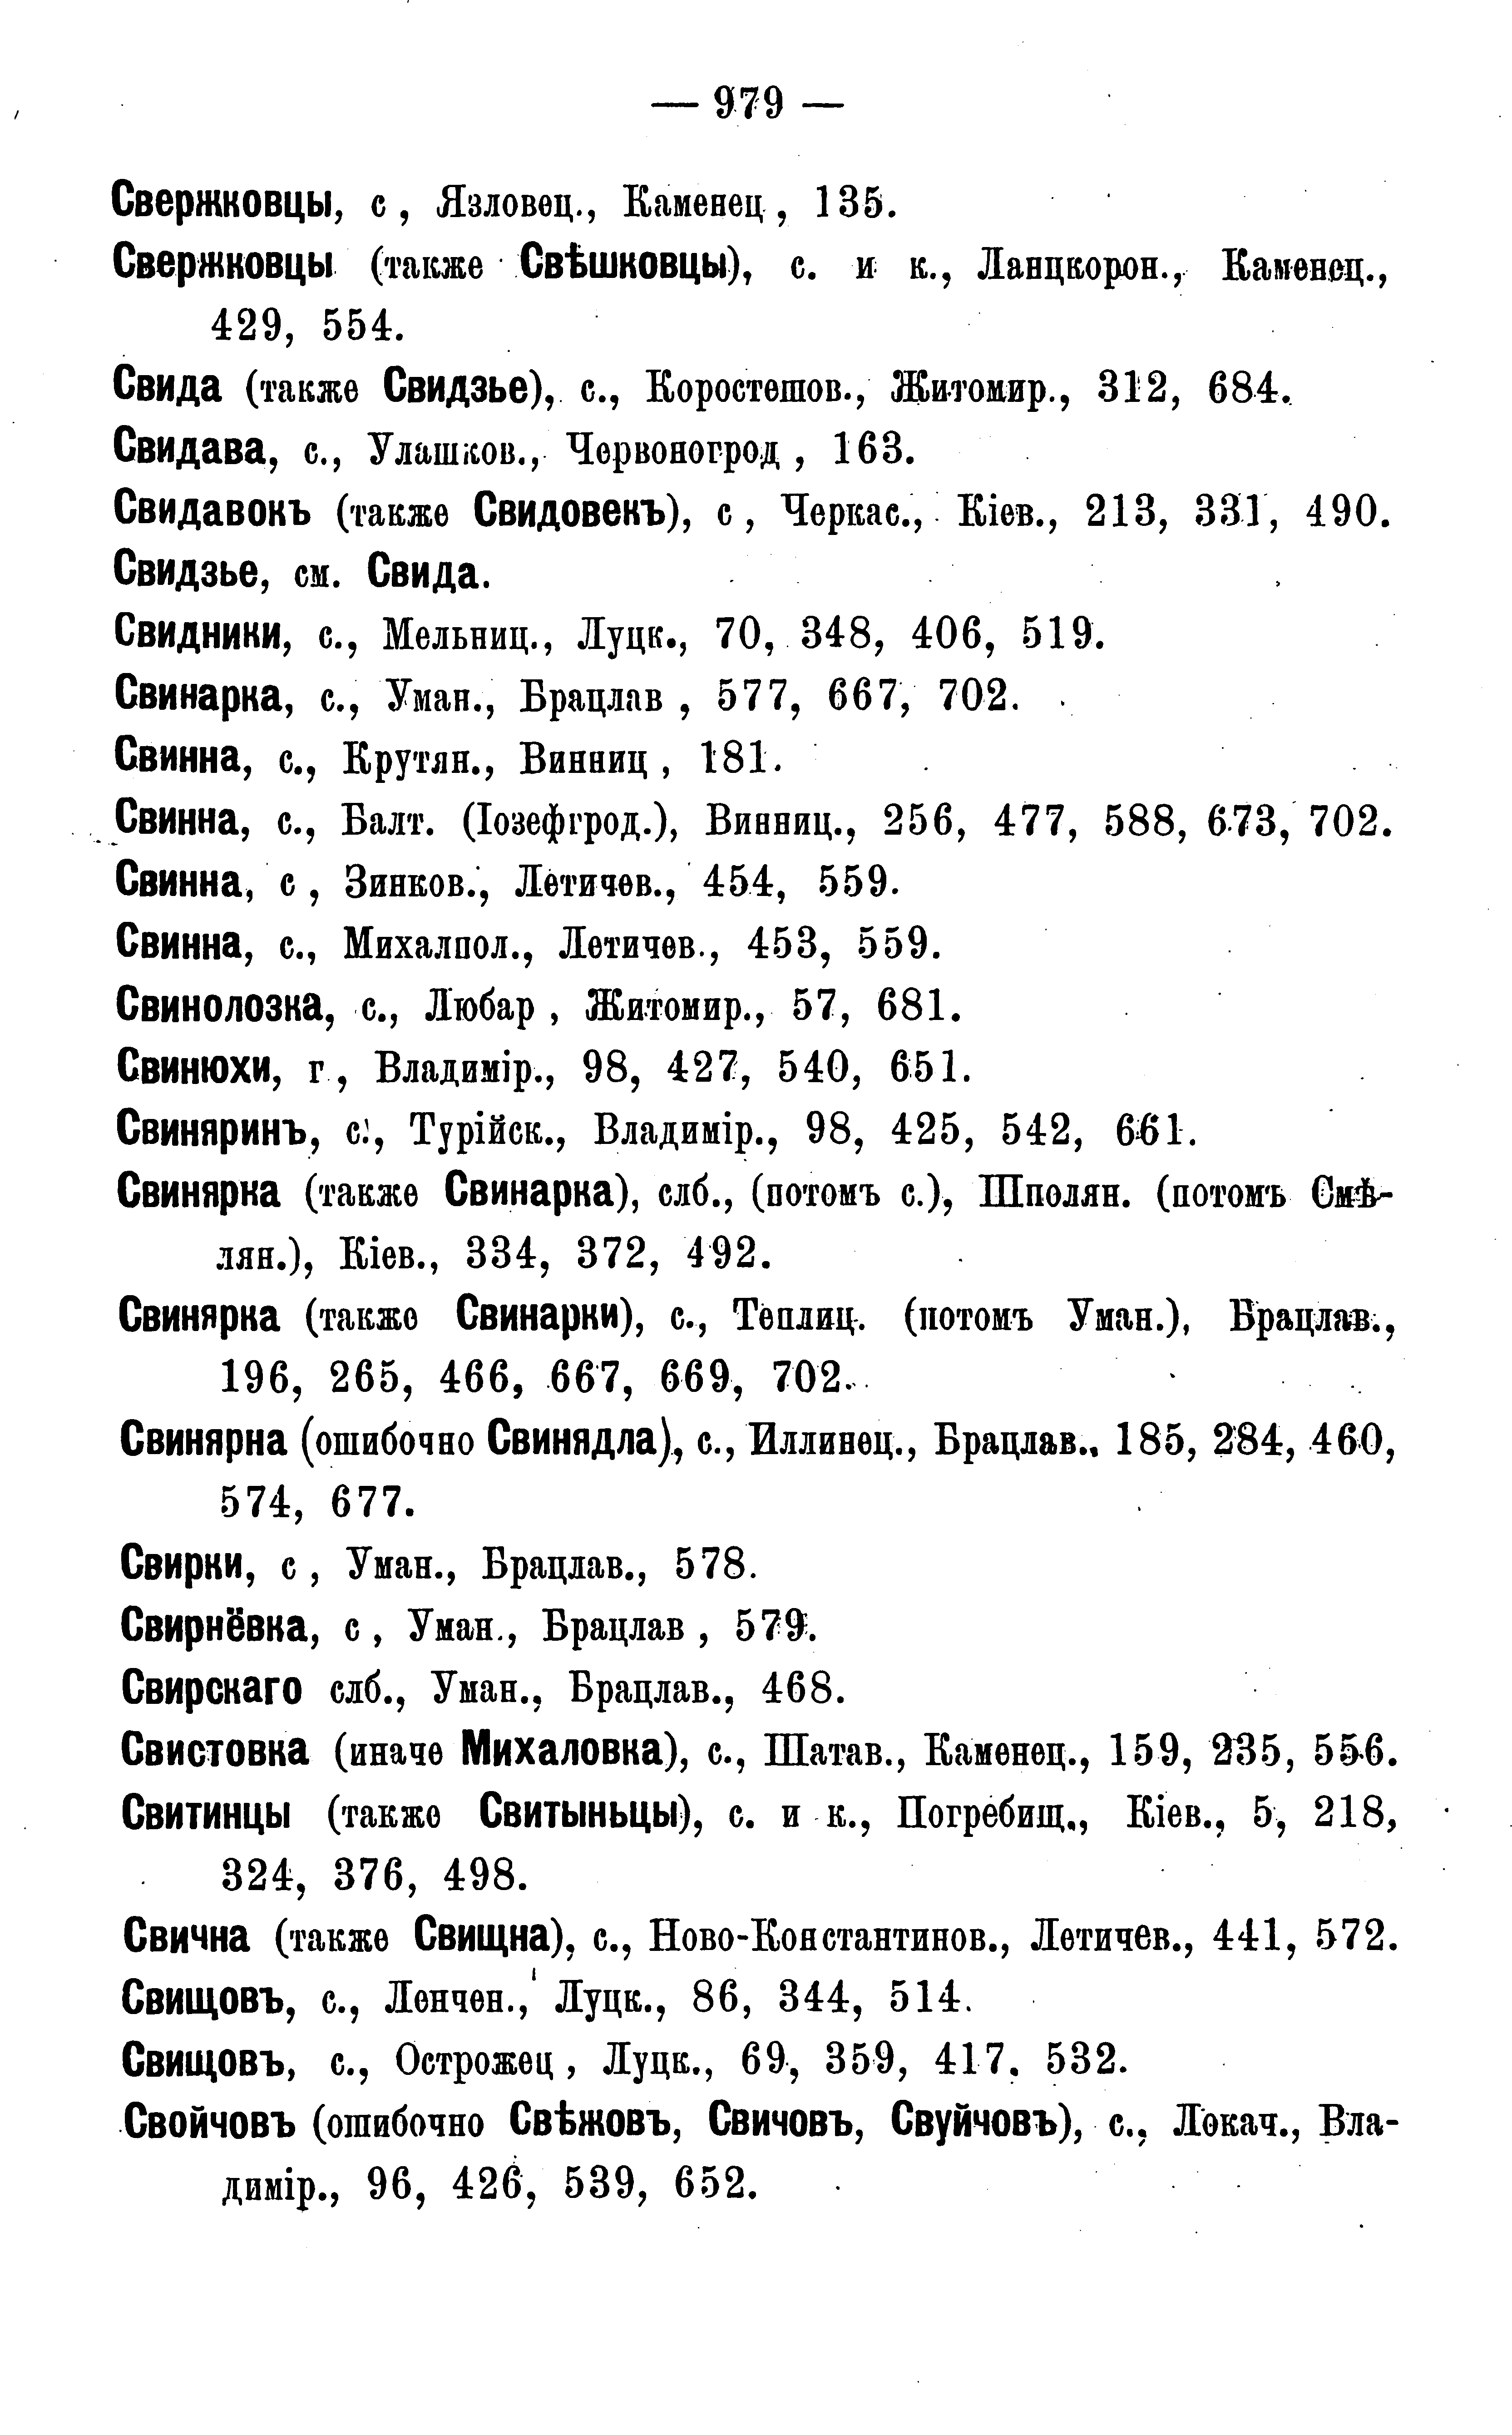 — 979 —
Свержковцы, с , Язловец., Каменец , 135.
Свержковцы (также Свѣшковцы), с. и к., Ланцкорон., Каменец.,
429, 554.
Свида (также Свидзье), с., Коростешов., Житомир., 312, 684.
Свидава, с., Улашков., Червоногрод , 163.
Свидавокъ (также Свидовекъ), с , Черкас., Кіев., 213, 331, 490.
Свидзье, см. Свида.
Свидники, с., Мельниц., Луцк., 70, 348, 406, 519.
Свинарка, с., Уман., Брацлав , 577, 667, 702.
Свинна, с., Крутян., Винниц , 181.
Свинна, с., Балт. (Іозефгрод.), Винниц., 256, 477, 588, 673, 702.
Свинна, с , Зинков., Летичев., 454, 559.
Свинна, с., Михалпол., Летичев., 453, 559.
Свинолозка, с., Любар , Житомир., 57, 681.
Свинюхи, г , Владимір., 98, 427, 540, 651.
Свиняринъ, с., Турійск., Владимір., 98, 425, 542, 661.
Свинярка (также Свинарка), слб., (потомъ с.), Шполян. (потомъ Смѣ-
лян.), Кіев., 334, 372, 492.
Свинярка (также Свинарки), с., Теплиц. (потомъ Уман.), Брацлав.,
196, 265, 466, 667, 669, 702.
Свинярна (ошибочно Свинядла), с., Иллинец., Брацлав., 185, 284, 460,
574, 677.
Свирки, с , Уман., Брацлав., 578.
Свирнёвка, с , Уман., Брацлав , 579.
Свирскаго слб., Уман., Брацлав., 468.
Свистовка (иначе Михаловка), с., Шатав., Каменец., 159, 235, 556.
Свитинцы (также Свитыньцы), с. и к., Погребищ., Кіев., 5, 218,
324, 376, 498.
Свична (также Свищна), с., Ново-Константинов., Летичев., 441, 572.
Свищовъ, с., Ленчен., Луцк., 86, 344, 514.
Свищовъ, с., Острожец , Луцк., 69, 359, 417. 532.
Свойчовъ (ошибочно Свѣжовъ, Свичовъ, Свуйчовъ), с., Локач., Вла-
димір., 96, 426, 539, 652.